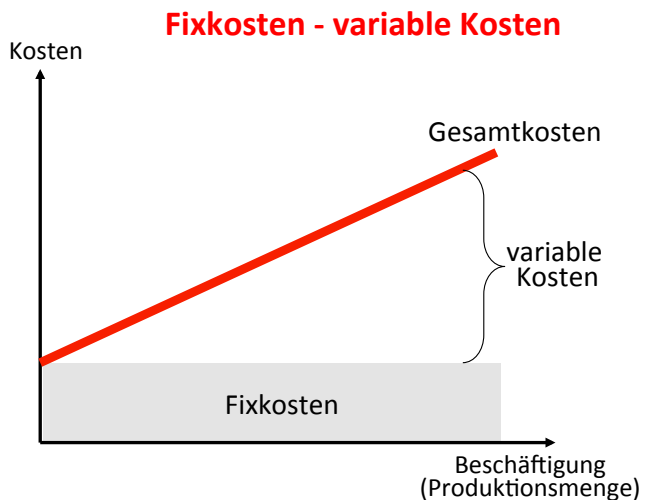 Fixkosten - variable Kosten
Kosten
Gesamtkosten
variable
Kosten
Fixkosten
Beschäftigung
(Produktionsmenge)